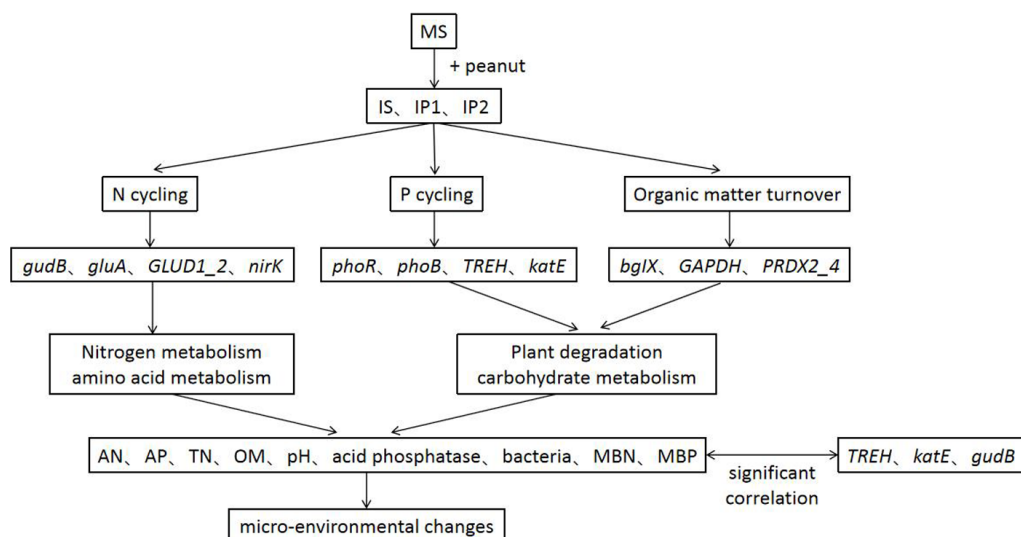 MS
+ peanut
IS、IP1、IP2
N cycling
P cycling
Organic matter turnover
gudB、gluA、GLUD1_2、nirK
phoR、phoB、TREH、katE
bglX、GAPDH、PRDX2_4
Nitrogen metabolism
amino acid metabolism
Plant degradation
carbohydrate metabolism
AN、AP、TN、OM、pH、acid phosphatase、bacteria、MBN、MBP
significant
correlation
TREH、katE、gudB
micro-environmental changes